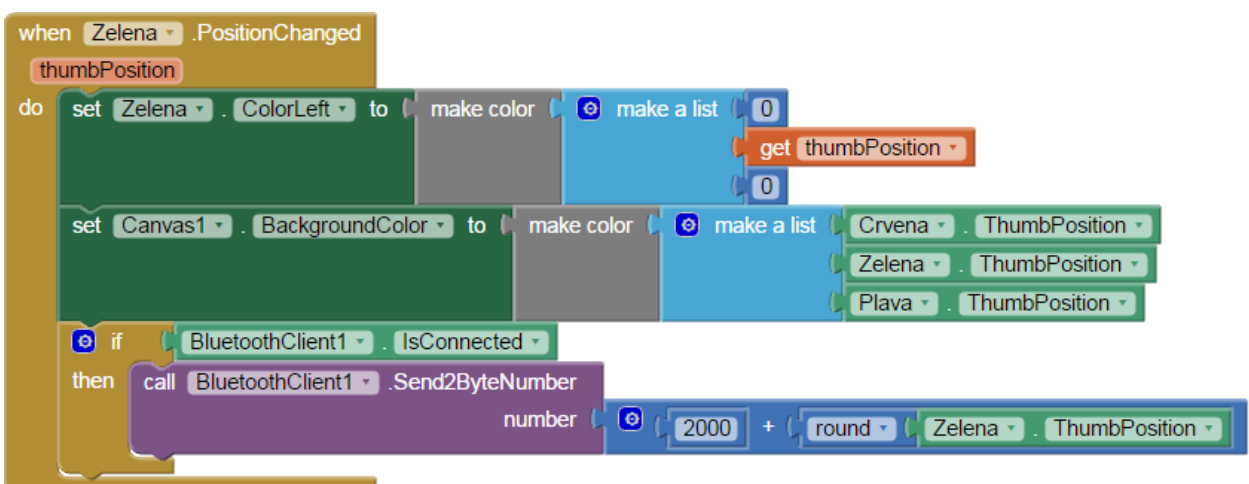 when Zelena .PositionChanged
thumbPosition
do set Zelena . ColorLeft to make color make a list 0
get thumbPosition
0
set Canvas1 . BackgroundColor to make color make a list Crvena . ThumbPosition
Zelena . ThumbPosition
Plava . ThumbPosition
if BluetoothClient1 . IsConnected
then call BluetoothClient1 .Send2ByteNumber
number 2000 + round Zelena . ThumbPosition